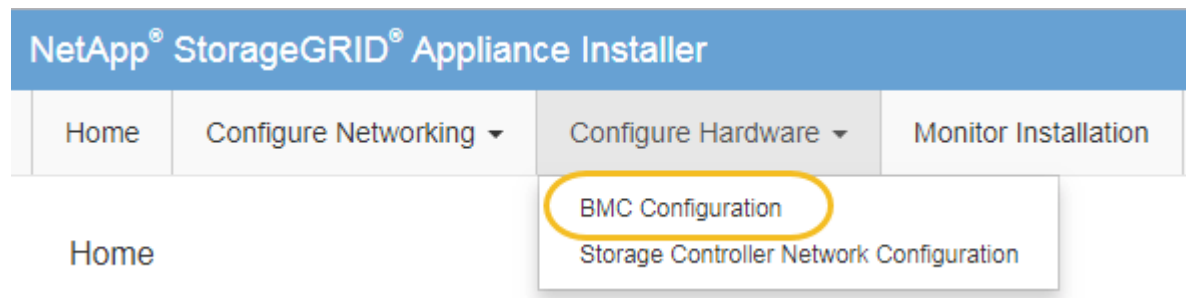 NetApp® StorageGRID® Appliance Installer
Home Configure Networking Configure Hardware Monitor Installation
BMC Configuration
Home
Storage Controller Network Configuration